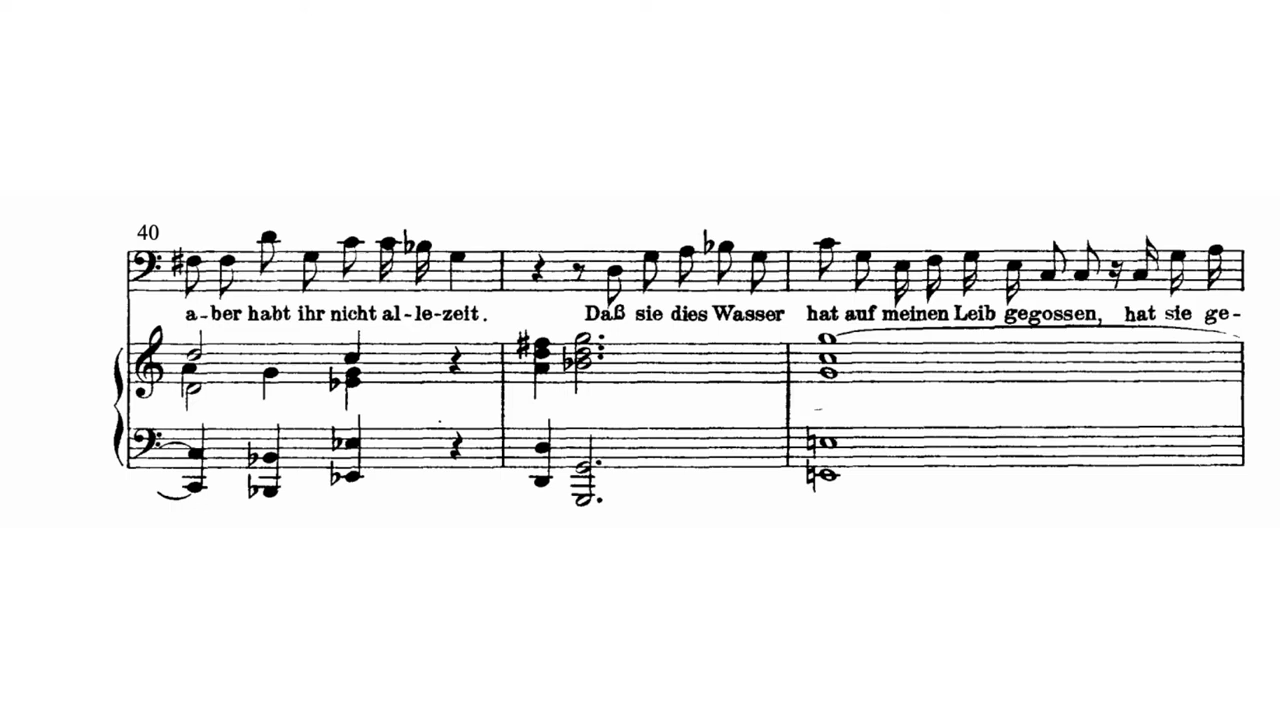 40
a-ber habt ihr nicht al-le-zeit. Daß sie dies Wasser hat auf meinen Leib gegossen, hat sie ge-